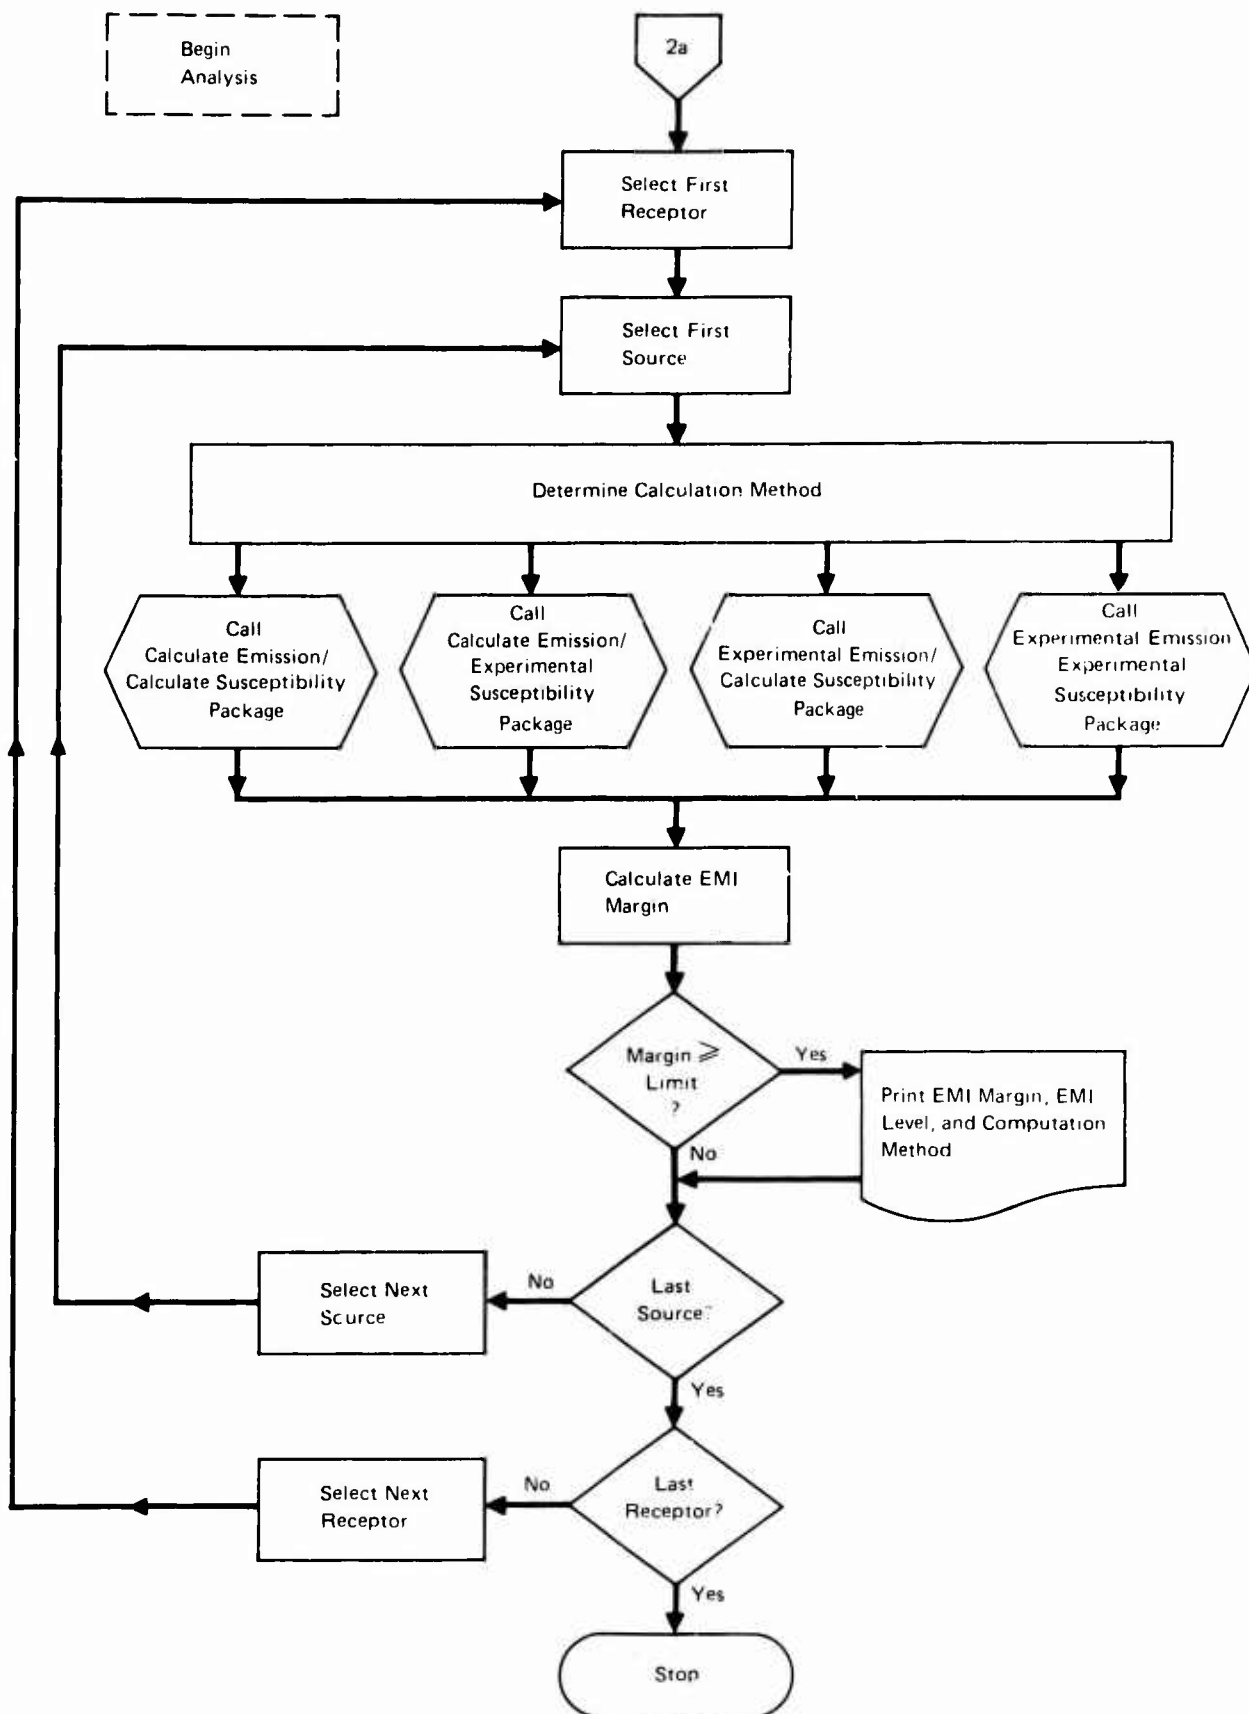 Begin
Analysis
2a
Select First
Receptor
Select First
Source
Determine Calculation Method
Call
Calculate Emission/
Calculate Susceptibility
Package
Call
Calculate Emission/
Experimental
Susceptibility
Package
Call
Experimental Emission/
Calculate Susceptibility
Package
Call
Experimental Emission
Experimental
Susceptibility
Package
Calculate EMI
Margin
Margin ⩾
Limit
?
Yes
Print EMI Margin, EMI
Level, and Computation
Method
No
Select Next
Source
No
Last
Source?
Yes
Select Next
Receptor
No
Last
Receptor?
Yes
Stop